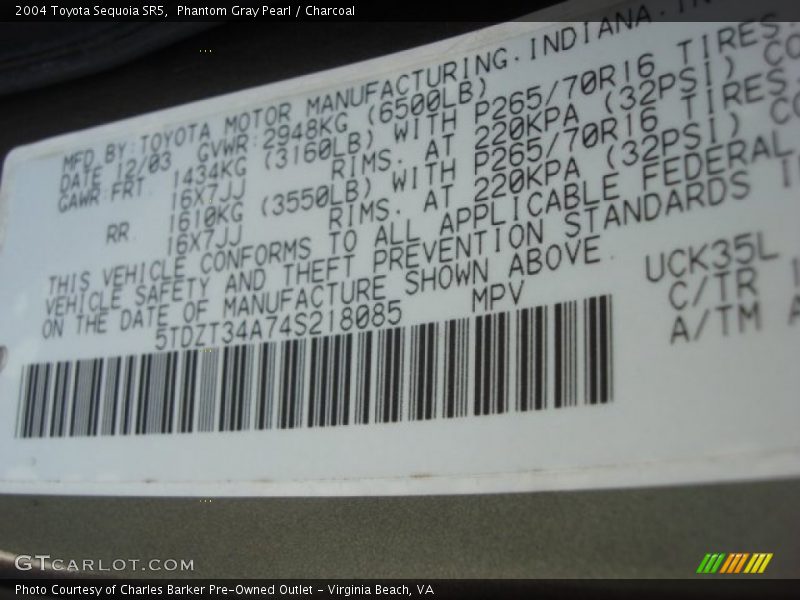 2004 Toyota Sequoia SR5, Phantom Gray Pearl / Charcoal
MFD. BY: TOYOTA MOTOR MANUFACTURING. INDIANA. IN
DATE 12/03 GVWR: 2948KG (6500LB)
GAWR FRT. 1434KG (3160LB) WITH P265/70R16 TIRES
16X7JJ RIMS. AT 220KPA (32PSI) CO
RR. 1610KG (3550LB) WITH P265/70R16 TIRES.
16X7JJ RIMS. AT 220KPA (32PSI) CO
THIS VEHICLE CONFORMS TO ALL APPLICABLE FEDERAL
VEHICLE SAFETY AND THEFT PREVENTION STANDARDS I
ON THE DATE OF MANUFACTURE SHOWN ABOVE.
5TDZT34A74S218085 MPV
UCK35L
C/TR
A/TM A
GTCARLOT.COM
Photo Courtesy of Charles Barker Pre-Owned Outlet - Virginia Beach, VA